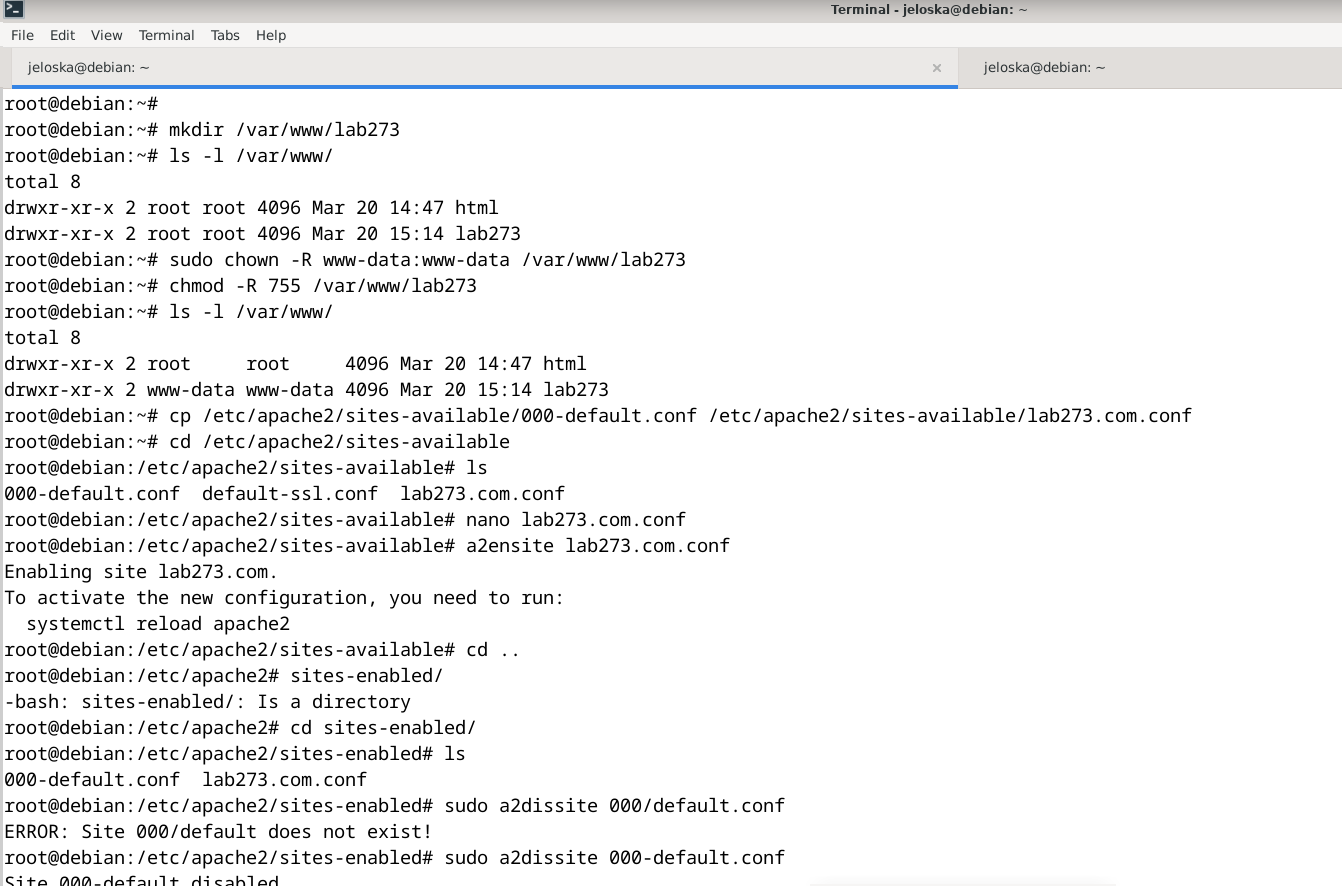 Terminal - jeloska@debian: ~
File Edit View Terminal Tabs Help
jeloska@debian: ~ × jeloska@debian: ~
root@debian:~#
root@debian:~# mkdir /var/www/lab273
root@debian:~# ls -l /var/www/
total 8
drwxr-xr-x 2 root root 4096 Mar 20 14:47 html
drwxr-xr-x 2 root root 4096 Mar 20 15:14 lab273
root@debian:~# sudo chown -R www-data:www-data /var/www/lab273
root@debian:~# chmod -R 755 /var/www/lab273
root@debian:~# ls -l /var/www/
total 8
drwxr-xr-x 2 root     root     4096 Mar 20 14:47 html
drwxr-xr-x 2 www-data www-data 4096 Mar 20 15:14 lab273
root@debian:~# cp /etc/apache2/sites-available/000-default.conf /etc/apache2/sites-available/lab273.com.conf
root@debian:~# cd /etc/apache2/sites-available
root@debian:/etc/apache2/sites-available# ls
000-default.conf  default-ssl.conf  lab273.com.conf
root@debian:/etc/apache2/sites-available# nano lab273.com.conf
root@debian:/etc/apache2/sites-available# a2ensite lab273.com.conf
Enabling site lab273.com.
To activate the new configuration, you need to run:
  systemctl reload apache2
root@debian:/etc/apache2/sites-available# cd ..
root@debian:/etc/apache2# sites-enabled/
-bash: sites-enabled/: Is a directory
root@debian:/etc/apache2# cd sites-enabled/
root@debian:/etc/apache2/sites-enabled# ls
000-default.conf  lab273.com.conf
root@debian:/etc/apache2/sites-enabled# sudo a2dissite 000/default.conf
ERROR: Site 000/default does not exist!
root@debian:/etc/apache2/sites-enabled# sudo a2dissite 000-default.conf
Site 000-default disabled